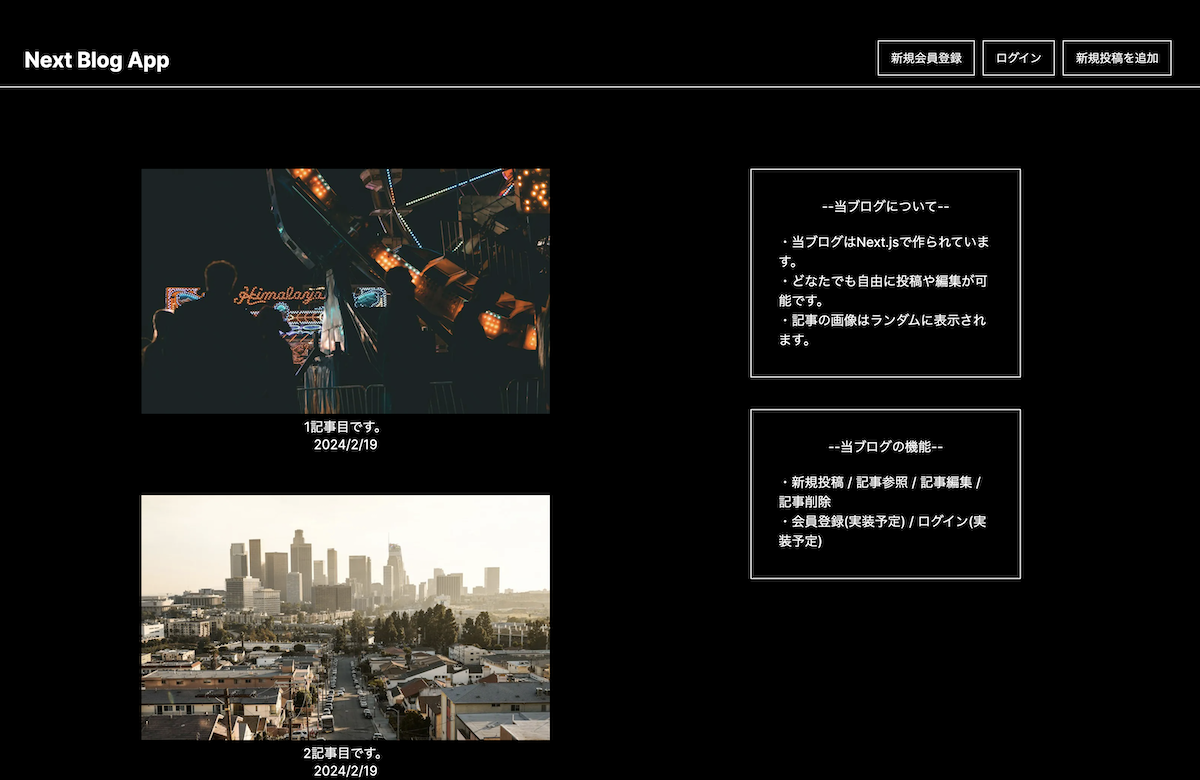 Next Blog App
新規会員登録
ログイン
新規投稿を追加
Himalaya
1記事目です。
2024/2/19
2記事目です。
2024/2/19
--当ブログについて--
・当ブログはNext.jsで作られていま
す。
・どなたでも自由に投稿や編集が可
能です。
・記事の画像はランダムに表示され
ます。
--当ブログの機能--
・新規投稿 / 記事参照 / 記事編集 /
記事削除
・会員登録(実装予定) / ログイン(実
装予定)